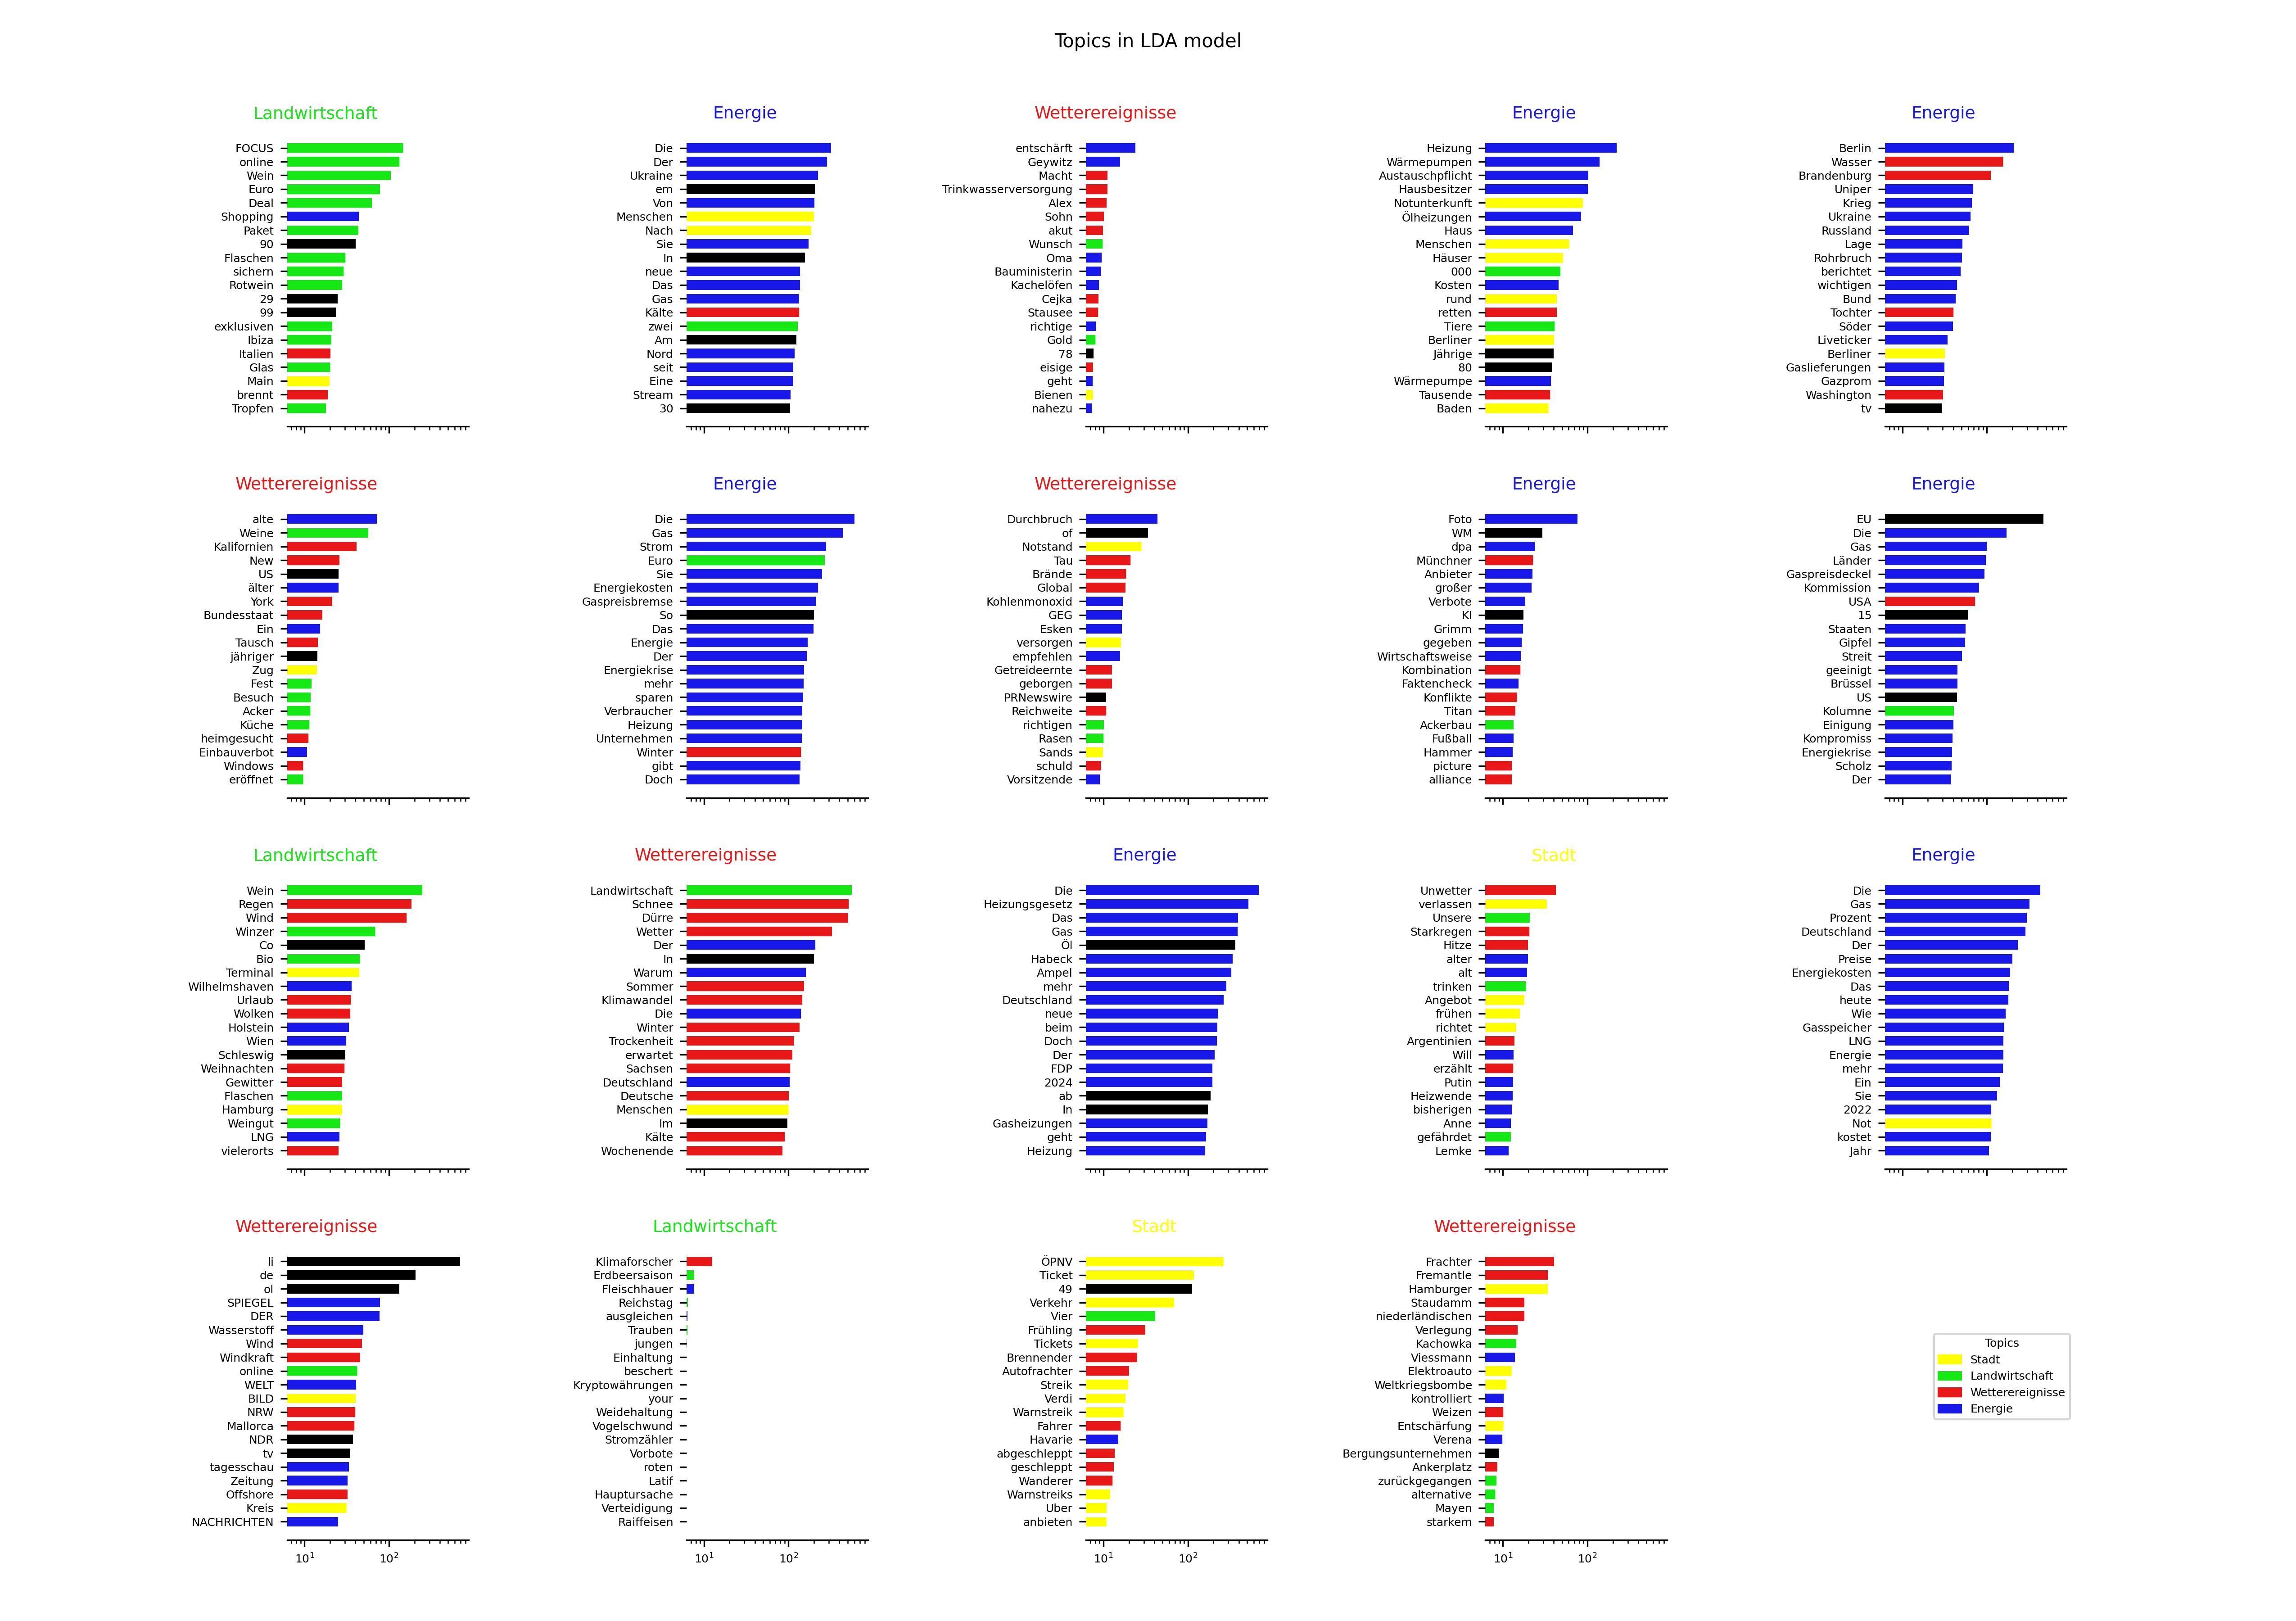 Topics in LDA model
Landwirtschaft
FOCUS
online
Wein
Euro
Deal
Shopping
Paket
90
Flaschen
sichern
Rotwein
29
99
exklusiven
Ibiza
Italien
Glas
Main
brennt
Tropfen
Energie
Die
Der
Ukraine
em
Von
Menschen
Nach
Sie
In
neue
Das
Gas
Kälte
zwei
Am
Nord
seit
Eine
Stream
30
Wetterereignisse
entschärft
Geywitz
Macht
Trinkwasserversorgung
Alex
Sohn
akut
Wunsch
Oma
Bauministerin
Kachelöfen
Cejka
Stausee
richtige
Gold
78
eisige
geht
Bienen
nahezu
Energie
Heizung
Wärmepumpen
Austauschpflicht
Hausbesitzer
Notunterkunft
Ölheizungen
Haus
Menschen
Häuser
000
Kosten
rund
retten
Tiere
Berliner
Jährige
80
Wärmepumpe
Tausende
Baden
Energie
Berlin
Wasser
Brandenburg
Uniper
Krieg
Ukraine
Russland
Lage
Rohrbruch
berichtet
wichtigen
Bund
Tochter
Söder
Liveticker
Berliner
Gaslieferungen
Gazprom
Washington
tv
Wetterereignisse
alte
Weine
Kalifornien
New
US
älter
York
Bundesstaat
Ein
Tausch
jähriger
Zug
Fest
Besuch
Acker
Küche
heimgesucht
Einbauverbot
Windows
eröffnet
Energie
Die
Gas
Strom
Euro
Sie
Energiekosten
Gaspreisbremse
So
Das
Energie
Der
Energiekrise
mehr
sparen
Verbraucher
Heizung
Unternehmen
Winter
gibt
Doch
Wetterereignisse
Durchbruch
of
Notstand
Tau
Brände
Global
Kohlenmonoxid
GEG
Esken
versorgen
empfehlen
Getreideernte
geborgen
PRNewswire
Reichweite
richtigen
Rasen
Sands
schuld
Vorsitzende
Energie
Foto
WM
dpa
Münchner
Anbieter
großer
Verbote
KI
Grimm
gegeben
Wirtschaftsweise
Kombination
Faktencheck
Konflikte
Titan
Ackerbau
Fußball
Hammer
picture
alliance
Energie
EU
Die
Gas
Länder
Gaspreisdeckel
Kommission
USA
15
Staaten
Gipfel
Streit
geeinigt
Brüssel
US
Kolumne
Einigung
Kompromiss
Energiekrise
Scholz
Der
Landwirtschaft
Wein
Regen
Wind
Winzer
Co
Bio
Terminal
Wilhelmshaven
Urlaub
Wolken
Holstein
Wien
Schleswig
Weihnachten
Gewitter
Flaschen
Hamburg
Weingut
LNG
vielerorts
Wetterereignisse
Landwirtschaft
Schnee
Dürre
Wetter
Der
In
Warum
Sommer
Klimawandel
Die
Winter
Trockenheit
erwartet
Sachsen
Deutschland
Deutsche
Menschen
Im
Kälte
Wochenende
Energie
Die
Heizungsgesetz
Das
Gas
Öl
Habeck
Ampel
mehr
Deutschland
neue
beim
Doch
Der
FDP
2024
ab
In
Gasheizungen
geht
Heizung
Stadt
Unwetter
verlassen
Unsere
Starkregen
Hitze
alter
alt
trinken
Angebot
frühen
richtet
Argentinien
Will
erzählt
Putin
Heizwende
bisherigen
Anne
gefährdet
Lemke
Energie
Die
Gas
Prozent
Deutschland
Der
Preise
Energiekosten
Das
heute
Wie
Gasspeicher
LNG
Energie
mehr
Ein
Sie
2022
Not
kostet
Jahr
Wetterereignisse
li
de
ol
SPIEGEL
DER
Wasserstoff
Wind
Windkraft
online
WELT
BILD
NRW
Mallorca
NDR
tv
tagesschau
Zeitung
Offshore
Kreis
NACHRICHTEN
10¹ 10²
Landwirtschaft
Klimaforscher
Erdbeersaison
Fleischhauer
Reichstag
ausgleichen
Trauben
jungen
Einhaltung
beschert
Kryptowährungen
your
Weidehaltung
Vogelschwund
Stromzähler
Vorbote
roten
Latif
Hauptursache
Verteidigung
Raiffeisen
10¹ 10²
Stadt
ÖPNV
Ticket
49
Verkehr
Vier
Frühling
Tickets
Brennender
Autofrachter
Streik
Verdi
Warnstreik
Fahrer
Havarie
abgeschleppt
geschleppt
Wanderer
Warnstreiks
Uber
anbieten
10¹ 10²
Wetterereignisse
Frachter
Fremantle
Hamburger
Staudamm
niederländischen
Verlegung
Kachowka
Viessmann
Elektroauto
Weltkriegsbombe
kontrolliert
Weizen
Entschärfung
Verena
Bergungsunternehmen
Ankerplatz
zurückgegangen
alternative
Mayen
starkem
10¹ 10²
Topics
Stadt
Landwirtschaft
Wetterereignisse
Energie